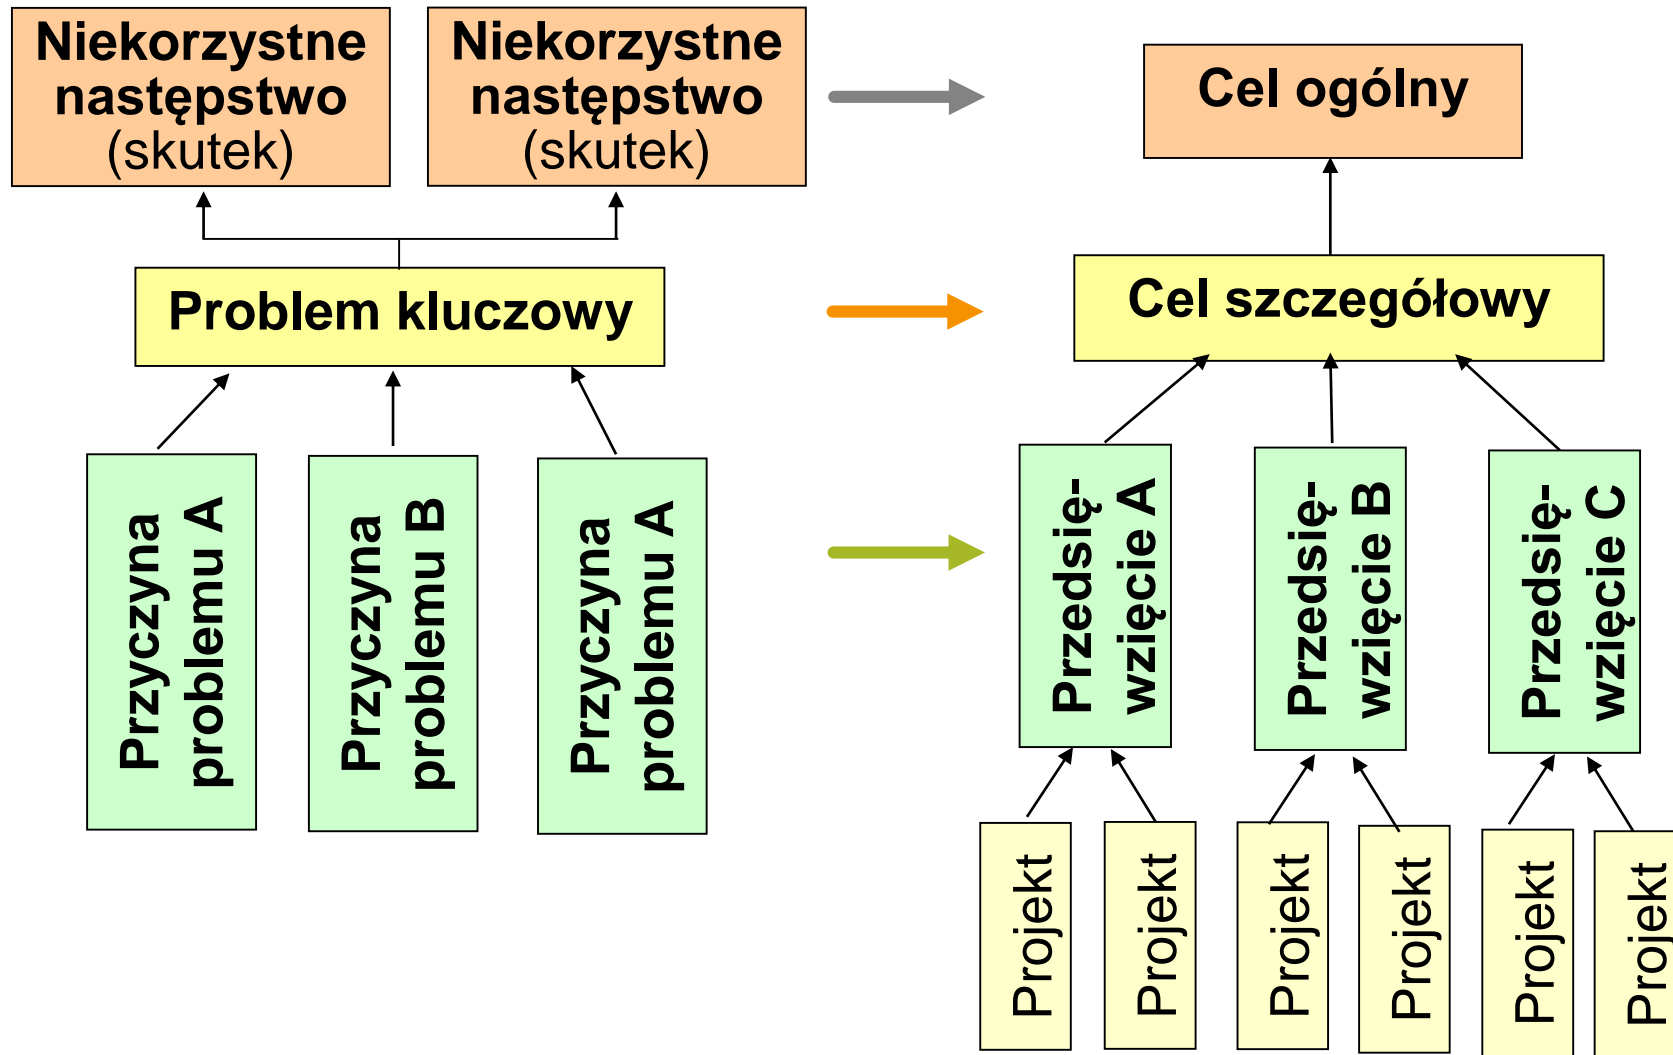 Niekorzystne
następstwo
(skutek)
Niekorzystne
następstwo
(skutek)
Cel ogólny
Problem kluczowy
Cel szczegółowy
Przyczyna
problemu A
Przyczyna
problemu B
Przyczyna
problemu A
Przedsię-
wzięcie A
Przedsię-
wzięcie B
Przedsię-
wzięcie C
Projekt
Projekt
Projekt
Projekt
Projekt
Projekt